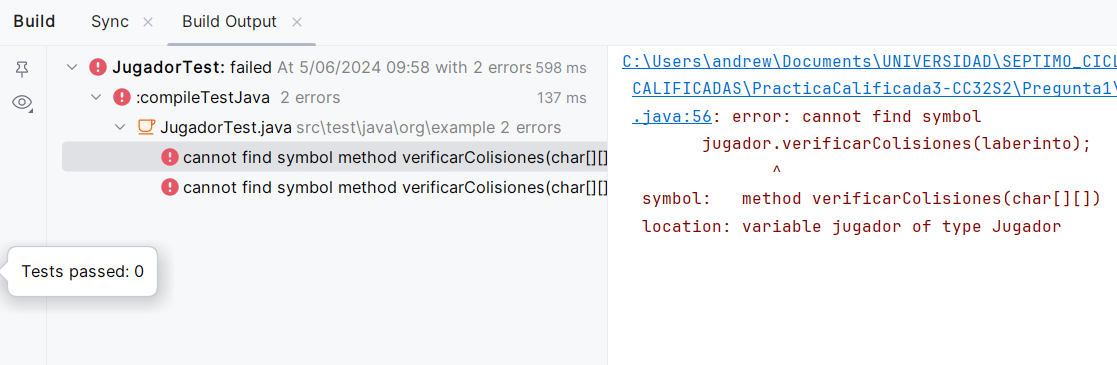 Build
Sync
Build Output
JugadorTest: failed At 5/06/2024 09:58 with 2 errors 598 ms
:compileTestJava 2 errors 137 ms
JugadorTest.java src\test\java\org\example 2 errors
cannot find symbol method verificarColisiones(char[][]
cannot find symbol method verificarColisiones(char[][]
Tests passed: 0
C:\Users\andrew\Documents\UNIVERSIDAD\SEPTIMO_CICL
CALIFICADAS\PracticaCalificada3-CC32S2\Pregunta1\
.java:56: error: cannot find symbol
jugador.verificarColisiones(laberinto);
^
symbol: method verificarColisiones(char[][])
location: variable jugador of type Jugador